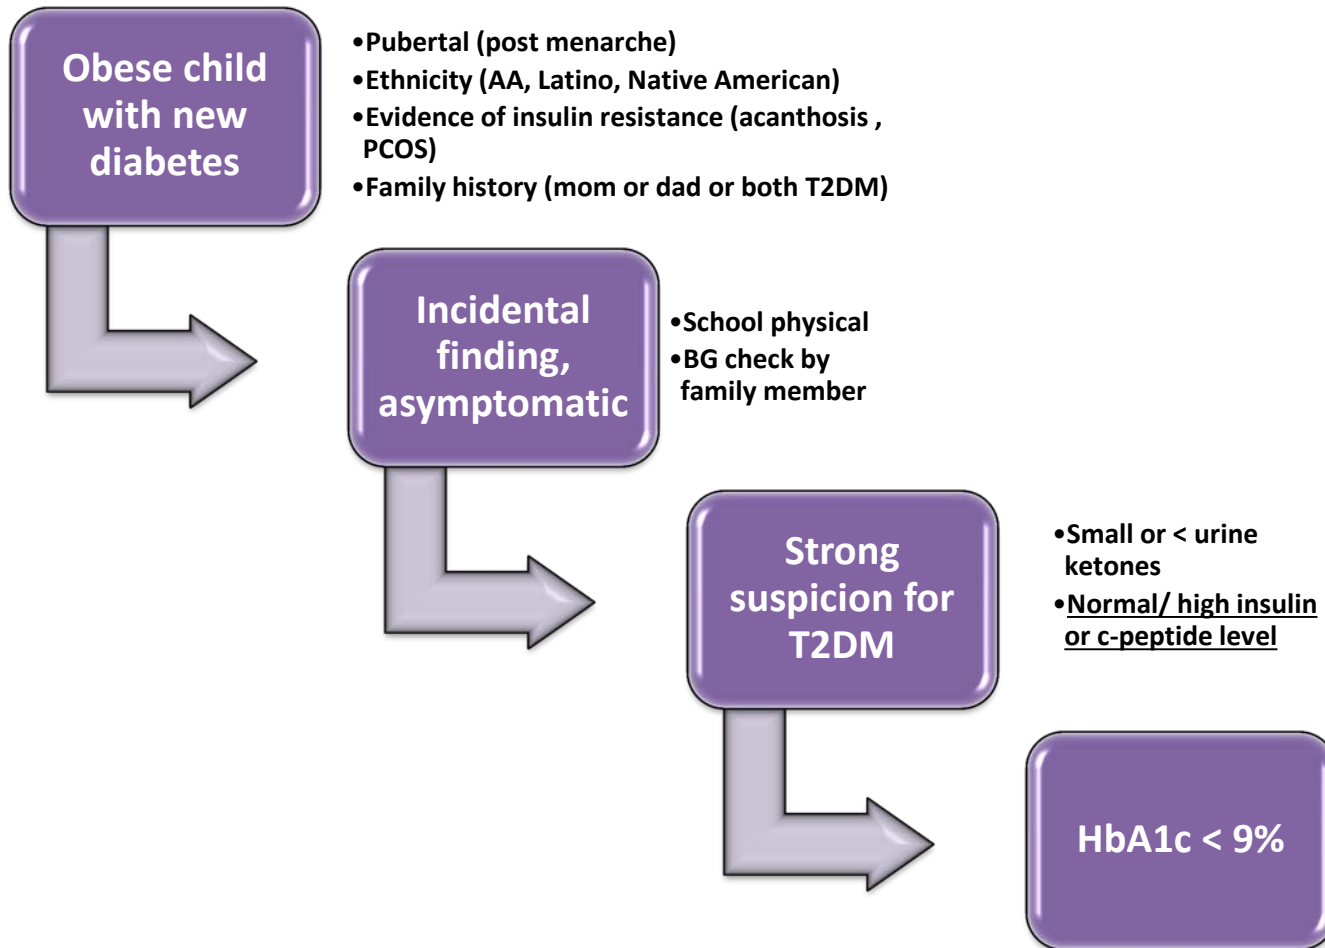 Obese child
with new
diabetes
•Pubertal (post menarche)
•Ethnicity (AA, Latino, Native American)
•Evidence of insulin resistance (acanthosis ,
PCOS)
•Family history (mom or dad or both T2DM)
Incidental
finding,
asymptomatic
•School physical
•BG check by
family member
Strong
suspicion for
T2DM
•Small or < urine
ketones
•Normal/ high insulin
or c-peptide level
HbA1c < 9%